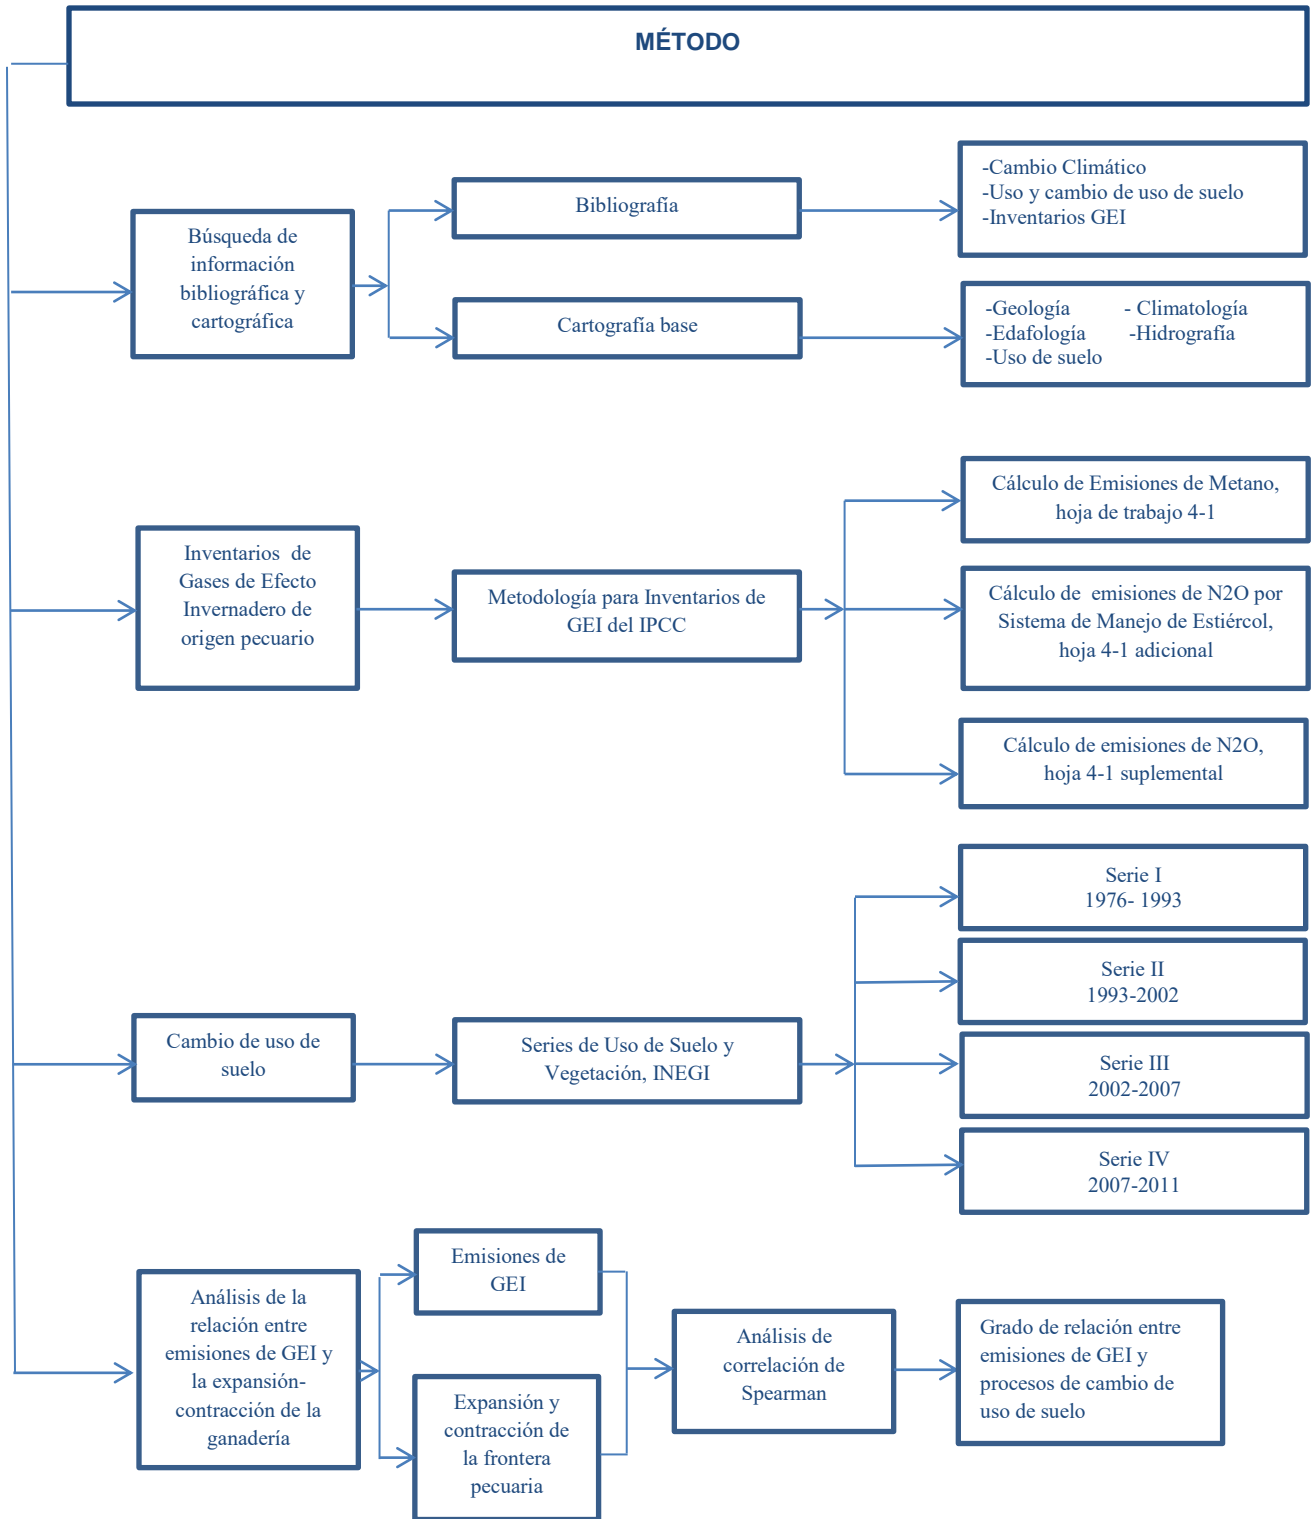 MÉTODO
Búsqueda de
información
bibliográfica y
cartográfica
Bibliografía
-Cambio Climático
-Uso y cambio de uso de suelo
-Inventarios GEI
Cartografía base
-Geología - Climatología
-Edafología -Hidrografía
-Uso de suelo
Inventarios de
Gases de Efecto
Invernadero de
origen pecuario
Metodología para Inventarios de
GEI del IPCC
Cálculo de Emisiones de Metano,
hoja de trabajo 4-1
Cálculo de emisiones de N2O por
Sistema de Manejo de Estiércol,
hoja 4-1 adicional
Cálculo de emisiones de N2O,
hoja 4-1 suplemental
Cambio de uso de
suelo
Series de Uso de Suelo y
Vegetación, INEGI
Serie I
1976- 1993
Serie II
1993-2002
Serie III
2002-2007
Serie IV
2007-2011
Análisis de la
relación entre
emisiones de GEI y
la expansión-
contracción de la
ganadería
Emisiones de
GEI
Expansión y
contracción de
la frontera
pecuaria
Análisis de
correlación de
Spearman
Grado de relación entre
emisiones de GEI y
procesos de cambio de
uso de suelo